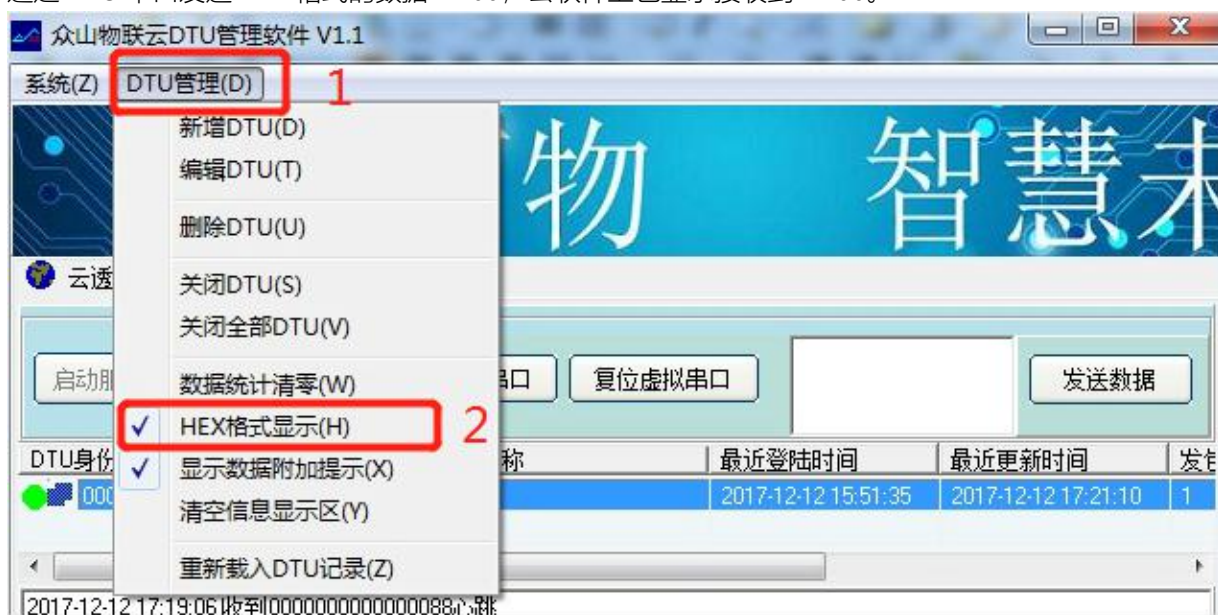 众山物联云DTU管理软件 V1.1
系统(Z) DTU管理(D) 1
新增DTU(D)
物 智慧未
编辑DTU(T)
删除DTU(U)
云透
关闭DTU(S)
关闭全部DTU(V)
启动服 串口 复位虚拟串口 发送数据
数据统计清零(W)
HEX格式显示(H) 2
DTU身份 称 最近登陆时间 最近更新时间 发包
显示数据附加提示(X)
000 2017-12-12 15:51:35 2017-12-12 17:21:10 1
清空信息显示区(Y)
重新载入DTU记录(Z)
2017-12-12 17:19:06 收到0000000000000088心跳